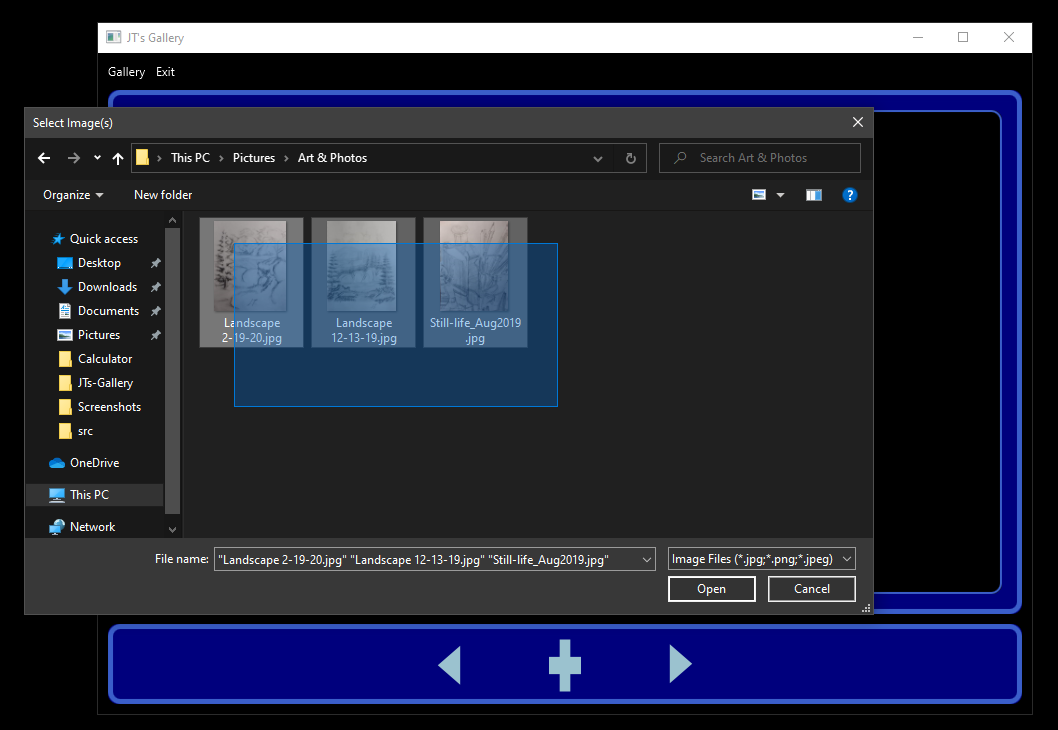 JT's Gallery
Gallery Exit
Select Image(s)
This PC > Pictures > Art & Photos
Search Art & Photos
Organize New folder
?
Quick access
Desktop
Downloads
Documents
Pictures
Calculator
JTs-Gallery
Screenshots
src
OneDrive
This PC
Network
Landscape
2-19-20.jpg
Landscape
12-13-19.jpg
Still-life_Aug2019
.jpg
File name: "Landscape 2-19-20.jpg" "Landscape 12-13-19.jpg" "Still-life_Aug2019.jpg"
Image Files (*.jpg;*.png;*.jpeg)
Open Cancel